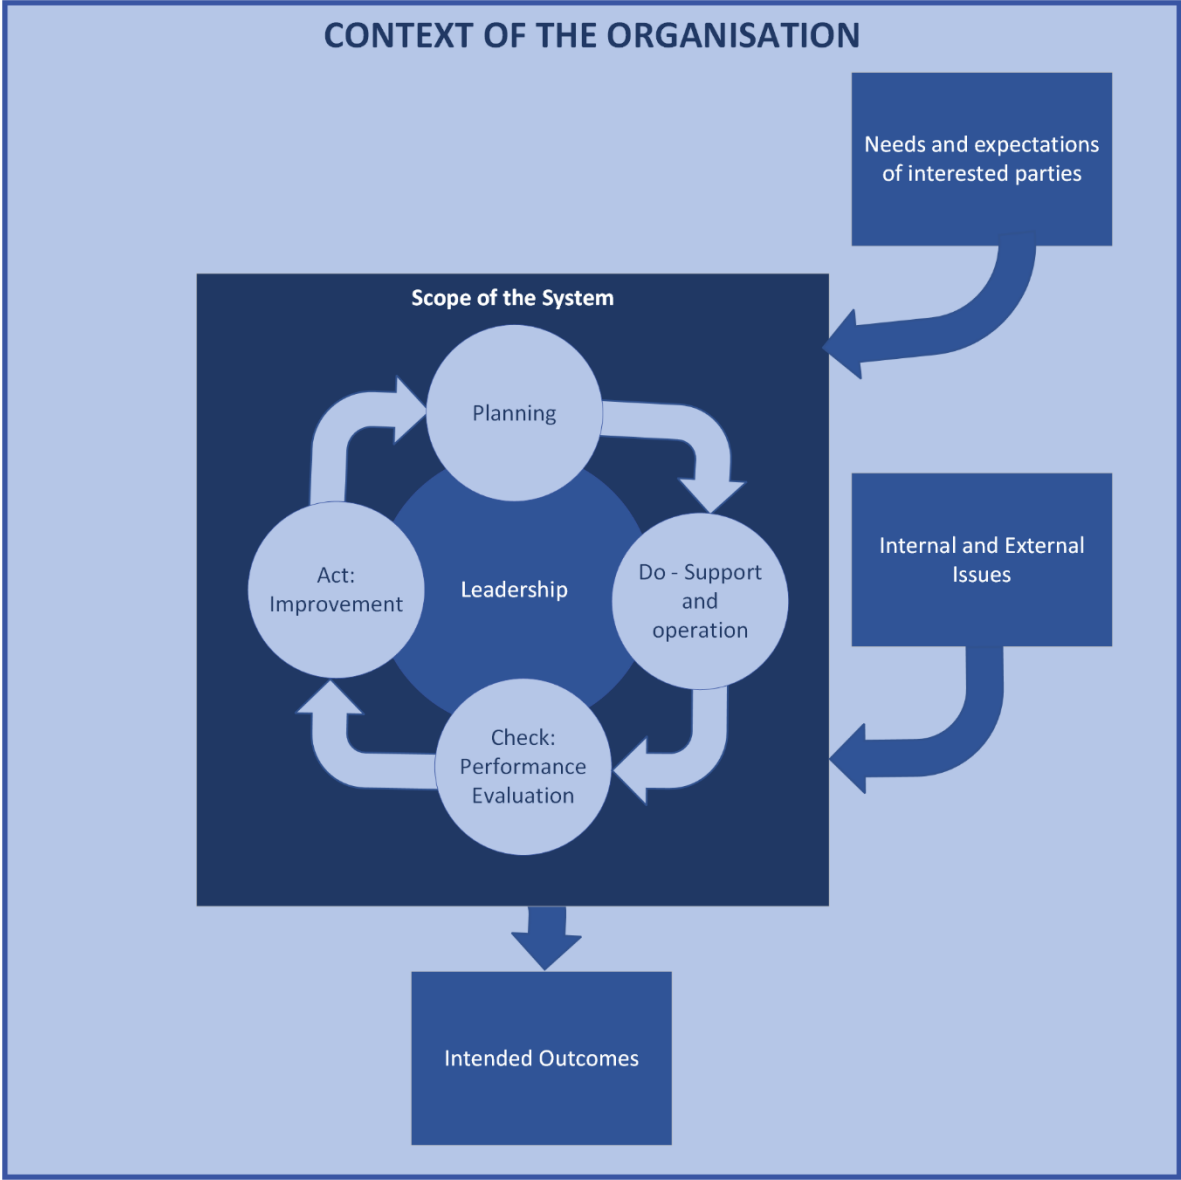 CONTEXT OF THE ORGANISATION
Needs and expectations
of interested parties
Scope of the System
Planning
Internal and External
Issues
Do - Support
and
operation
Leadership
Act:
Improvement
Check:
Performance
Evaluation
Intended Outcomes